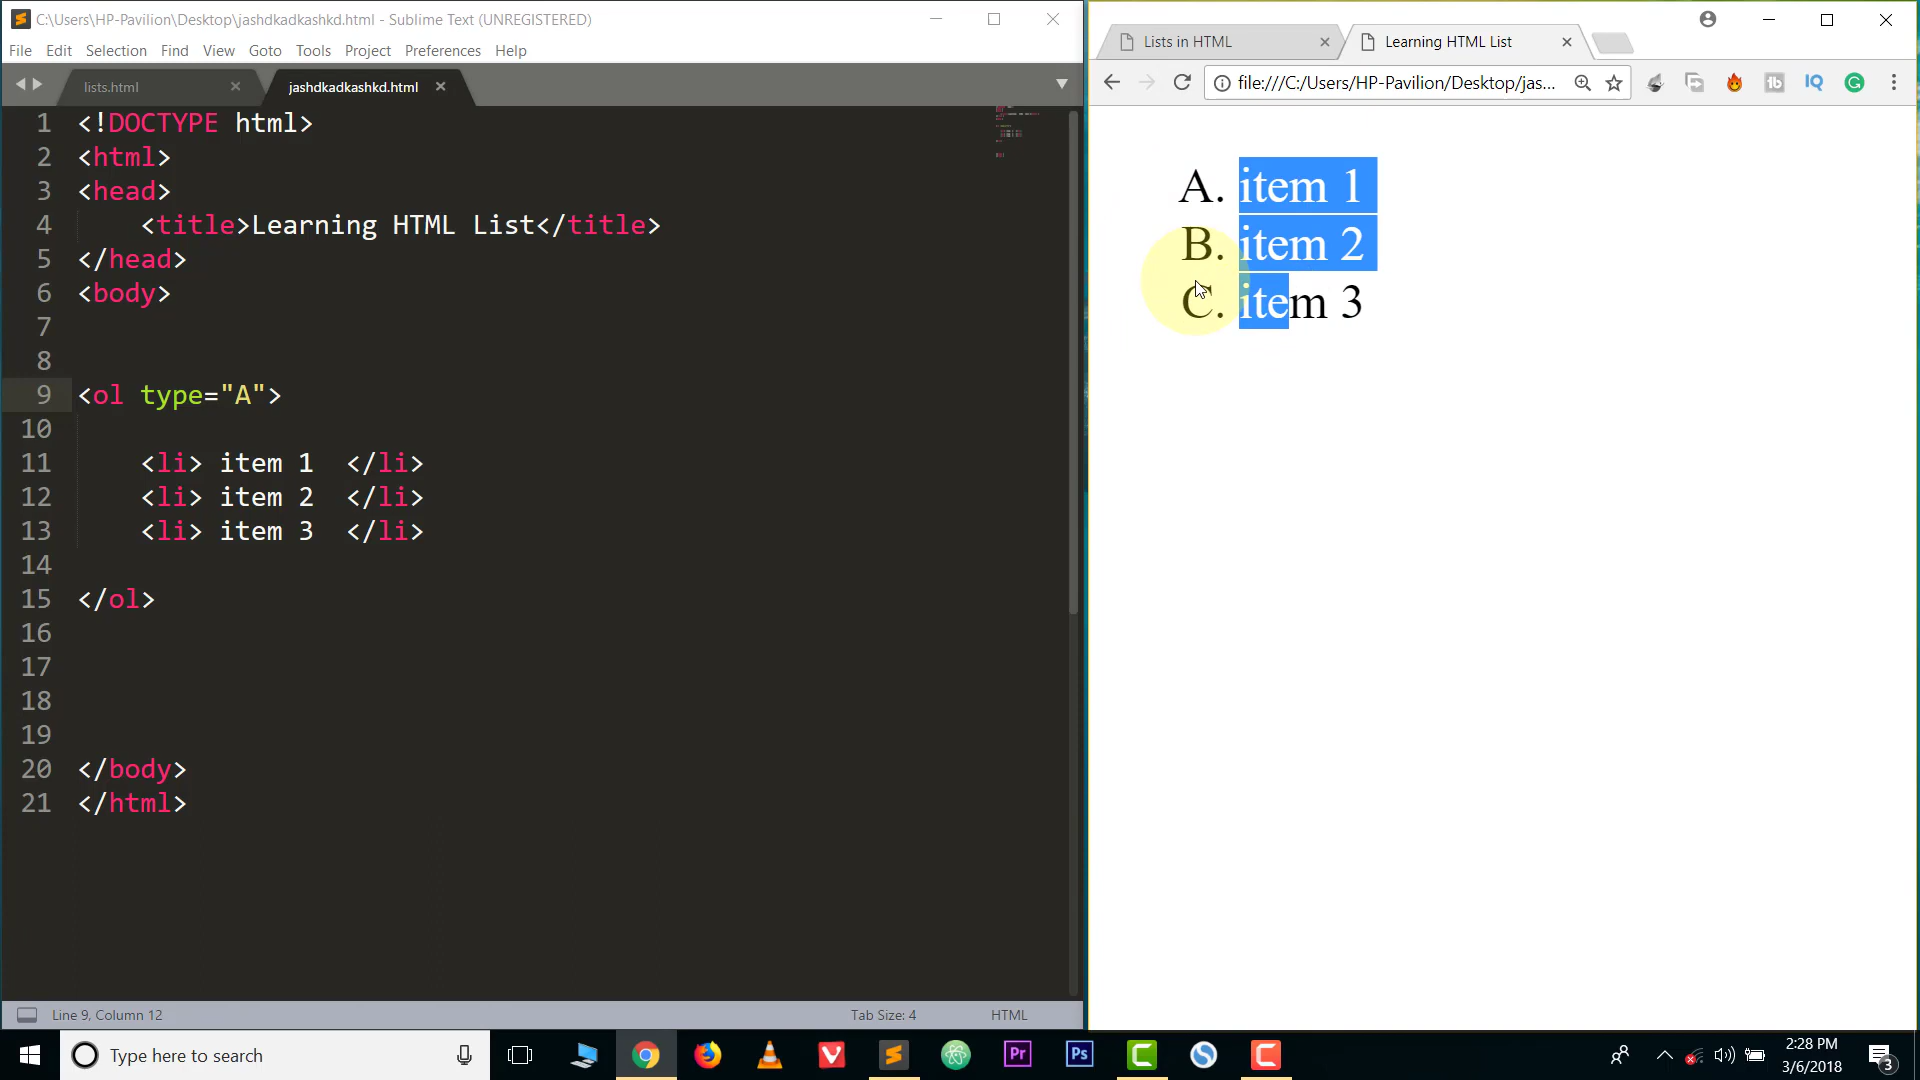 C:\Users\HP-Pavilion\Desktop\jashdkadkashkd.html - Sublime Text (UNREGISTERED)
File Edit Selection Find View Goto Tools Project Preferences Help
lists.html jashdkadkashkd.html
1 <!DOCTYPE html>
2 <html>
3 <head>
4 <title>Learning HTML List</title>
5 </head>
6 <body>
7
8
9 <ol type="A">
10
11 <li> item 1 </li>
12 <li> item 2 </li>
13 <li> item 3 </li>
14
15 </ol>
16
17
18
19
20 </body>
21 </html>
Line 9, Column 12 Tab Size: 4 HTML
Lists in HTML Learning HTML List
file:///C:/Users/HP-Pavilion/Desktop/jas...
IQ
A. item 1
B. item 2
C. item 3
Type here to search
Pr Ps
2:28 PM
3/6/2018
3